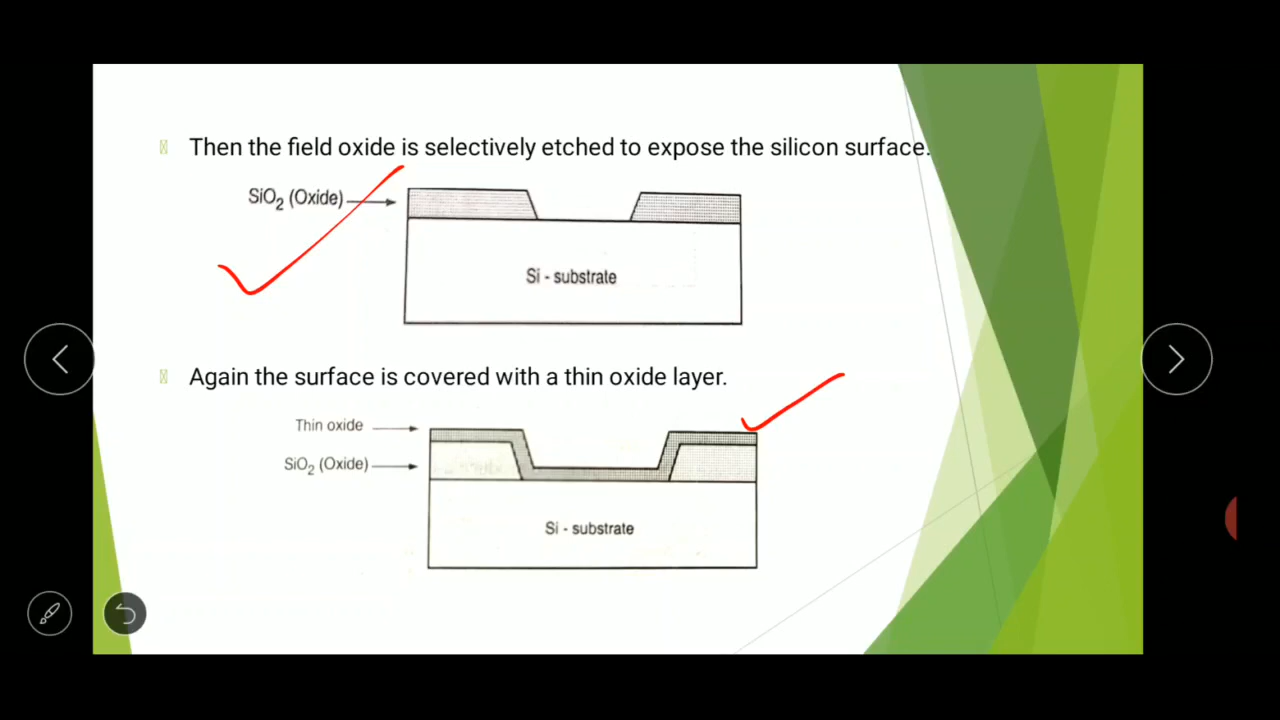 Then the field oxide is selectively etched to expose the silicon surface.
SiO₂ (Oxide)
Si - substrate
Again the surface is covered with a thin oxide layer.
Thin oxide
SiO₂ (Oxide)
Si - substrate